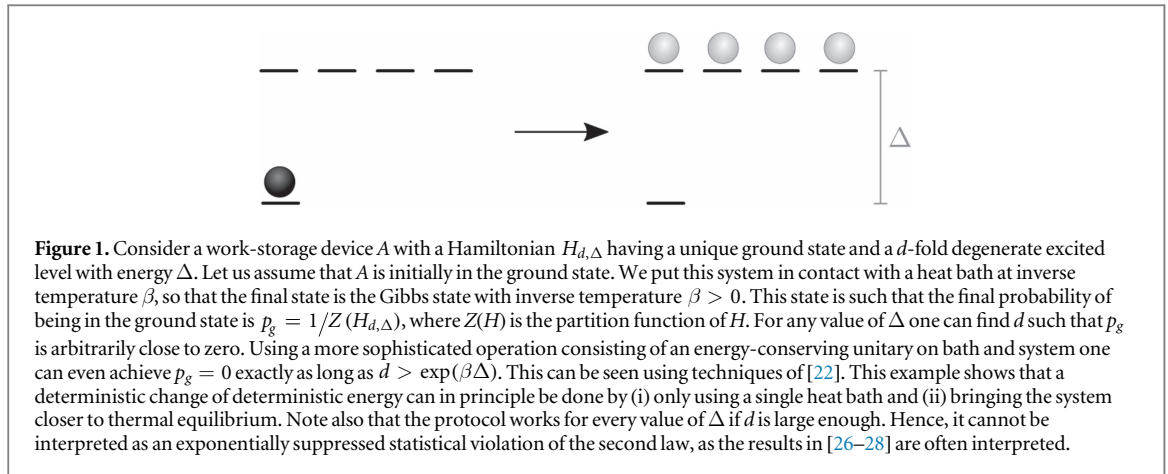 Δ
Figure 1. Consider a work-storage device A with a Hamiltonian H_{d,Δ} having a unique ground state and a d-fold degenerate excited
level with energy Δ. Let us assume that A is initially in the ground state. We put this system in contact with a heat bath at inverse
temperature β, so that the final state is the Gibbs state with inverse temperature β > 0. This state is such that the final probability of
being in the ground state is p_g = 1/Z (H_{d,Δ}), where Z(H) is the partition function of H. For any value of Δ one can find d such that p_g
is arbitrarily close to zero. Using a more sophisticated operation consisting of an energy-conserving unitary on bath and system one
can even achieve p_g = 0 exactly as long as d > exp(βΔ). This can be seen using techniques of [22]. This example shows that a
deterministic change of deterministic energy can in principle be done by (i) only using a single heat bath and (ii) bringing the system
closer to thermal equilibrium. Note also that the protocol works for every value of Δ if d is large enough. Hence, it cannot be
interpreted as an exponentially suppressed statistical violation of the second law, as the results in [26–28] are often interpreted.